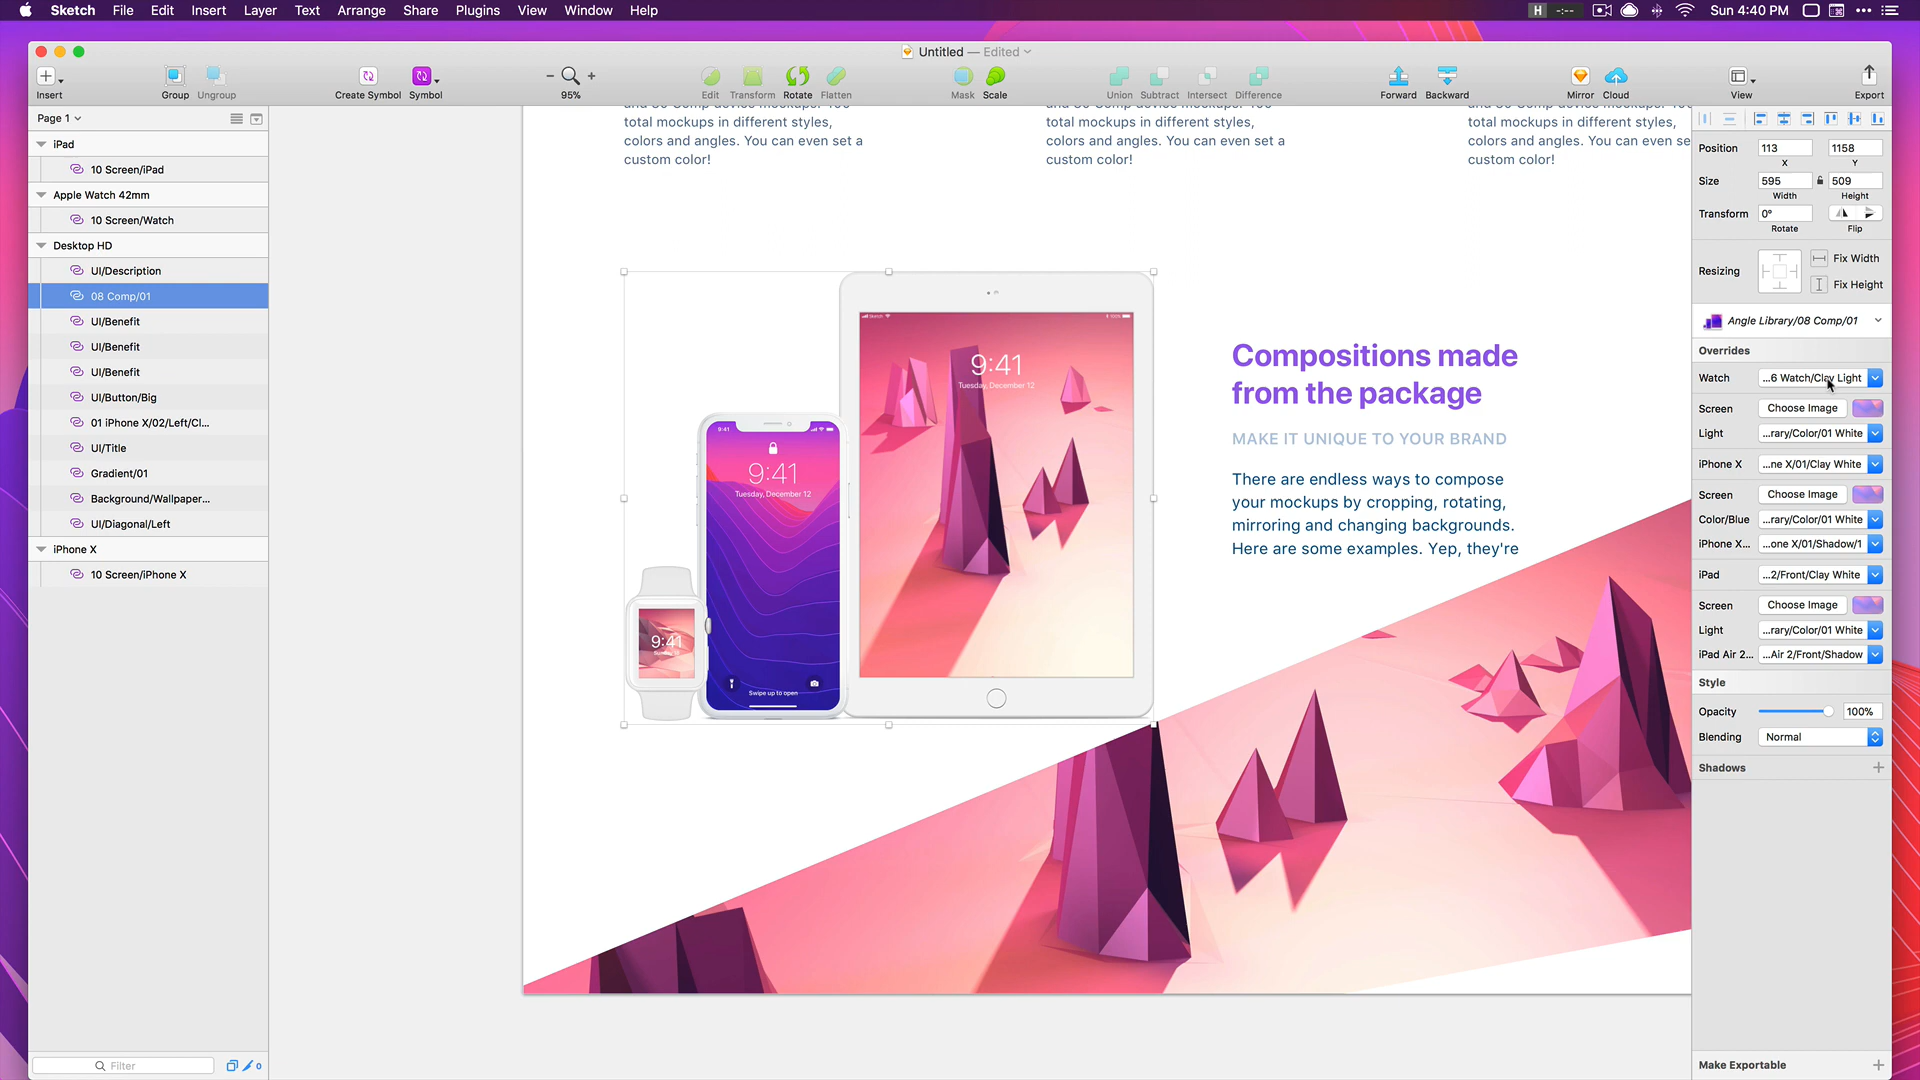 Sketch File Edit Insert Layer Text Arrange Share Plugins View Window Help
H -:-- Sun 4:40 PM
Untitled — Edited
Insert Group Ungroup Create Symbol Symbol 95% Edit Transform Rotate Flatten Mask Scale Union Subtract Intersect Difference Forward Backward Mirror Cloud View Export
Page 1
iPad
10 Screen/iPad
Apple Watch 42mm
10 Screen/Watch
Desktop HD
UI/Description
08 Comp/01
UI/Benefit
UI/Benefit
UI/Benefit
UI/Button/Big
01 iPhone X/02/Left/Cl...
UI/Title
Gradient/01
Background/Wallpaper...
UI/Diagonal/Left
iPhone X
10 Screen/iPhone X
Filter
0
total mockups in different styles,
colors and angles. You can even set a
custom color!
total mockups in different styles,
colors and angles. You can even set a
custom color!
total mockups in different styles,
colors and angles. You can even se
custom color!
Sketch
9:41
Tuesday, December 12
9:41
9:41
Tuesday, December 12
Swipe up to open
9:41
Compositions made
from the package
MAKE IT UNIQUE TO YOUR BRAND
There are endless ways to compose
your mockups by cropping, rotating,
mirroring and changing backgrounds.
Here are some examples. Yep, they're
Position 113 1158
X Y
Size 595 509
Width Height
Transform 0°
Rotate Flip
Resizing Fix Width
Fix Height
Angle Library/08 Comp/01
Overrides
Watch ...6 Watch/Clay Light
Screen Choose Image
Light ...rary/Color/01 White
iPhone X ...ne X/01/Clay White
Screen Choose Image
Color/Blue ...rary/Color/01 White
iPhone X... ...one X/01/Shadow/1
iPad ...2/Front/Clay White
Screen Choose Image
Light ...rary/Color/01 White
iPad Air 2... ...Air 2/Front/Shadow
Style
Opacity 100%
Blending Normal
Shadows
Make Exportable